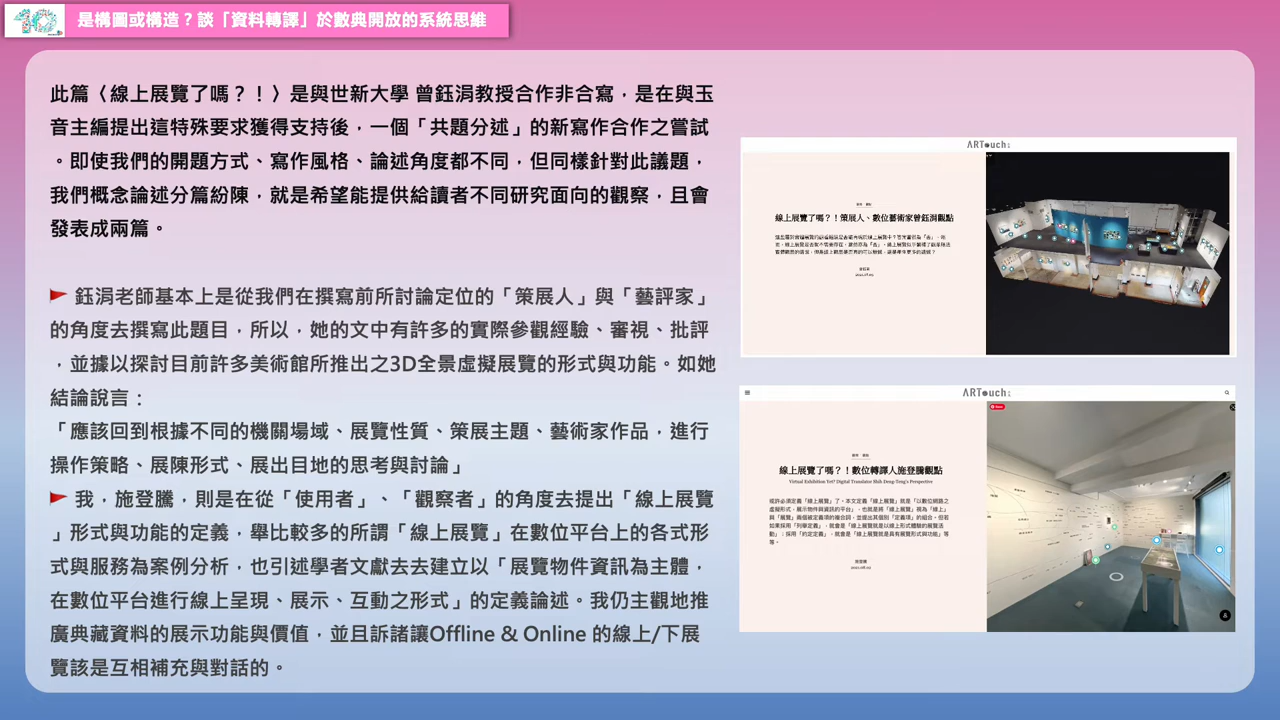 是構圖或構造？談「資料轉譯」於數典開放的系統思維
此篇〈線上展覽了嗎？！〉是與世新大學 曾鈺涓教授合作非合寫，是在與玉
音主編提出這特殊要求獲得支持後，一個「共題分述」的新寫作合作之嘗試
。即使我們的開題方式、寫作風格、論述角度都不同，但同樣針對此議題，
我們概念論述分篇紛陳，就是希望能提供給讀者不同研究面向的觀察，且會
發表成兩篇。
鈺涓老師基本上是從我們在撰寫前所討論定位的「策展人」與「藝評家」
的角度去撰寫此題目，所以，她的文中有許多的實際參觀經驗、審視、批評
，並據以探討目前許多美術館所推出之3D全景虛擬展覽的形式與功能。如她
結論說言：
「應該回到根據不同的機關場域、展覽性質、策展主題、藝術家作品，進行
操作策略、展陳形式、展出目地的思考與討論」
我，施登騰，則是在從「使用者」、「觀察者」的角度去提出「線上展覽
」形式與功能的定義，舉比較多的所謂「線上展覽」在數位平台上的各式形
式與服務為案例分析，也引述學者文獻去去建立以「展覽物件資訊為主體，
在數位平台進行線上呈現、展示、互動之形式」的定義論述。我仍主觀地推
廣典藏資料的展示功能與價值，並且訴諸讓Offline & Online 的線上/下展
覽該是互相補充與對話的。
ARTouch
線上展覽了嗎？！策展人、數位藝術家曾鈺涓觀點
ARTouch
線上展覽了嗎？！數位轉譯人施登騰觀點
Virtual Exhibition Yet? Digital Translator Shih Deng-Teng's Perspective